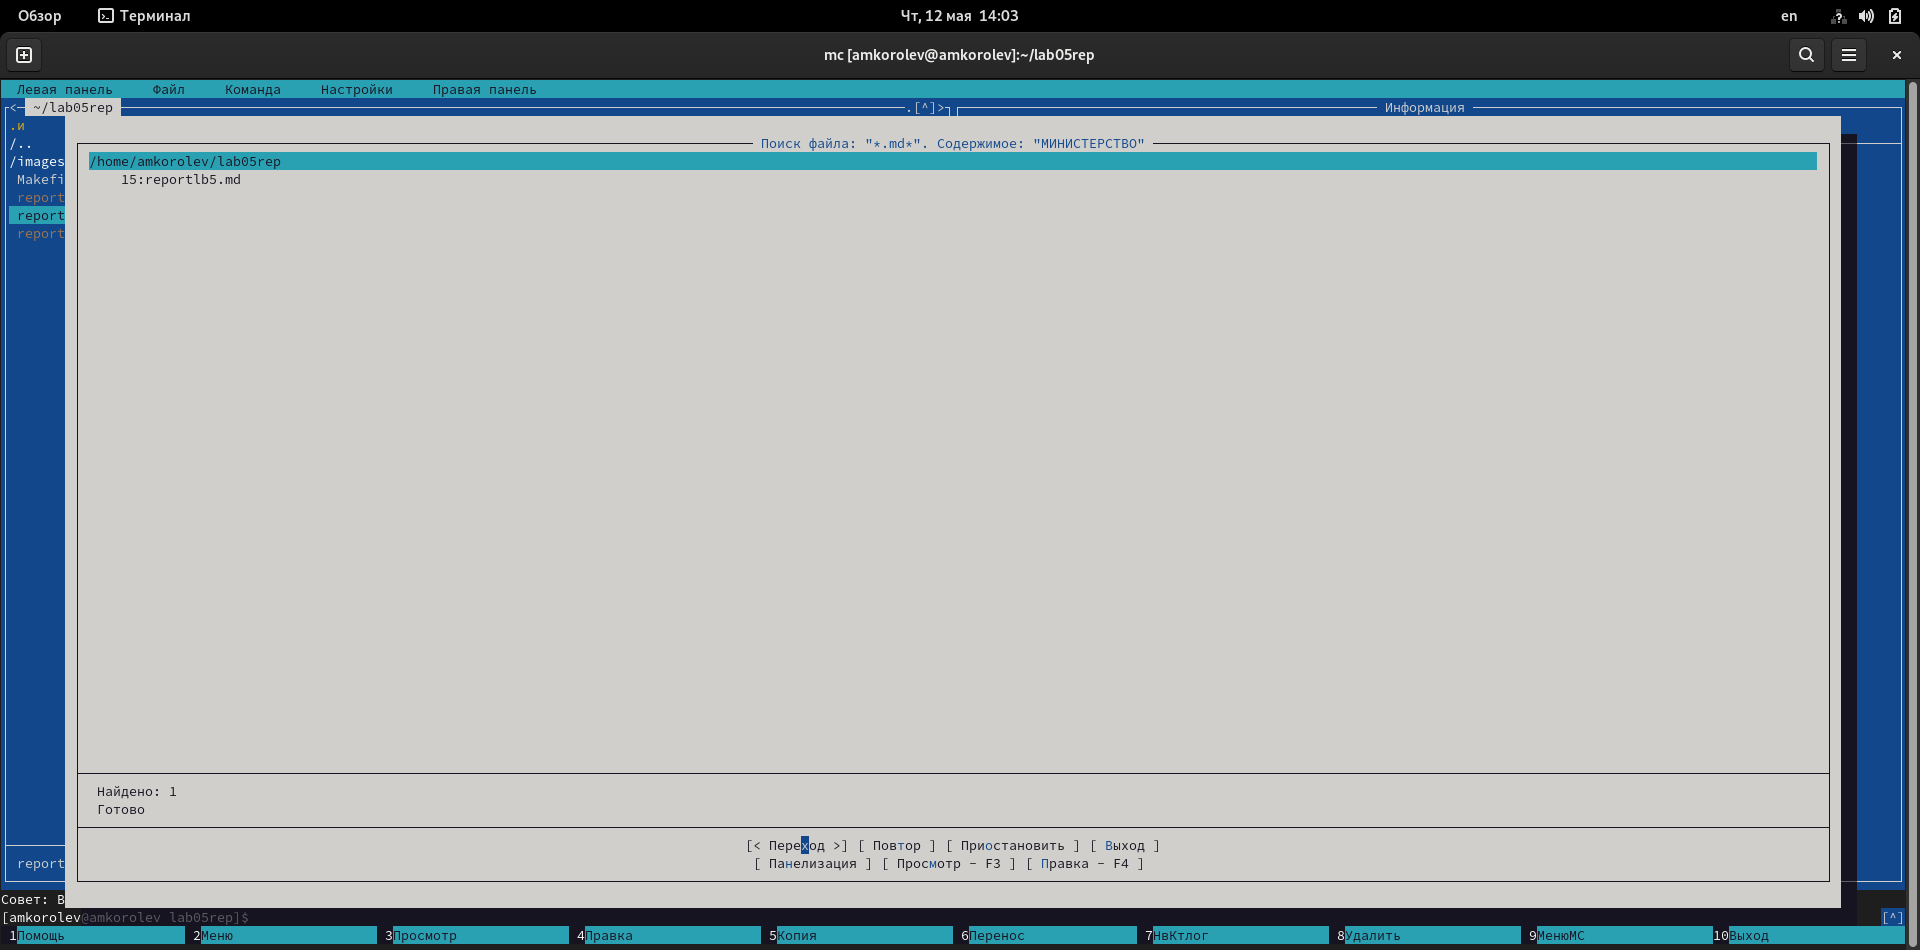 Обзор Терминал Чт, 12 мая 14:03 en
mc [amkorolev@amkorolev]:~/lab05rep
Левая панель Файл Команда Настройки Правая панель
<─ ~/lab05rep .[^]> Информация
.и
/..
/images
Makefi
report
report
report
Поиск файла: "*.md*". Содержимое: "МИНИСТЕРСТВО"
/home/amkorolev/lab05rep
15:reportlb5.md
Найдено: 1
Готово
[< Переход >] [ Повтор ] [ Приостановить ] [ Выход ]
[ Панелизация ] [ Просмотр - F3 ] [ Правка - F4 ]
report
Совет: В
[amkorolev@amkorolev lab05rep]$ [^]
1Помощь 2Меню 3Просмотр 4Правка 5Копия 6Перенос 7НвКтлог 8Удалить 9МенюМС 10Выход